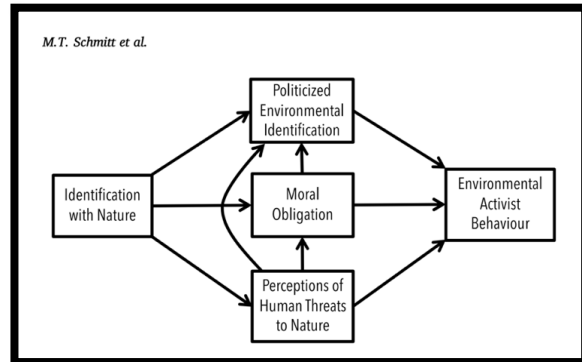 M.T. Schmitt et al.
Politicized
Environmental
Identification
Identification
with Nature
Moral
Obligation
Environmental
Activist
Behaviour
Perceptions of
Human Threats
to Nature